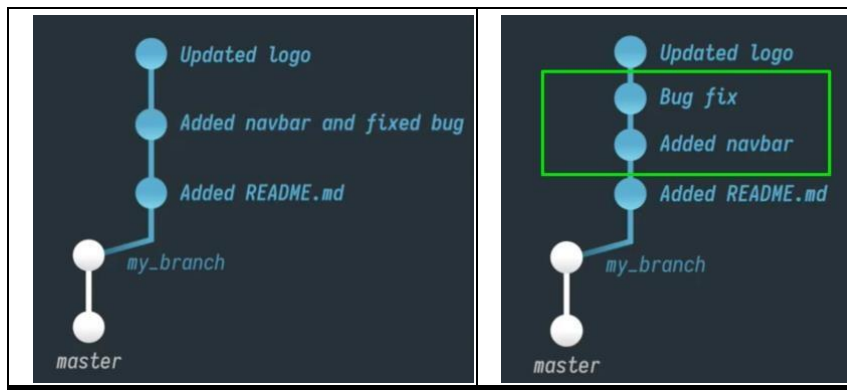 Updated logo
Added navbar and fixed bug
Added README.md
my_branch
master
Updated logo
Bug fix
Added navbar
Added README.md
my_branch
master